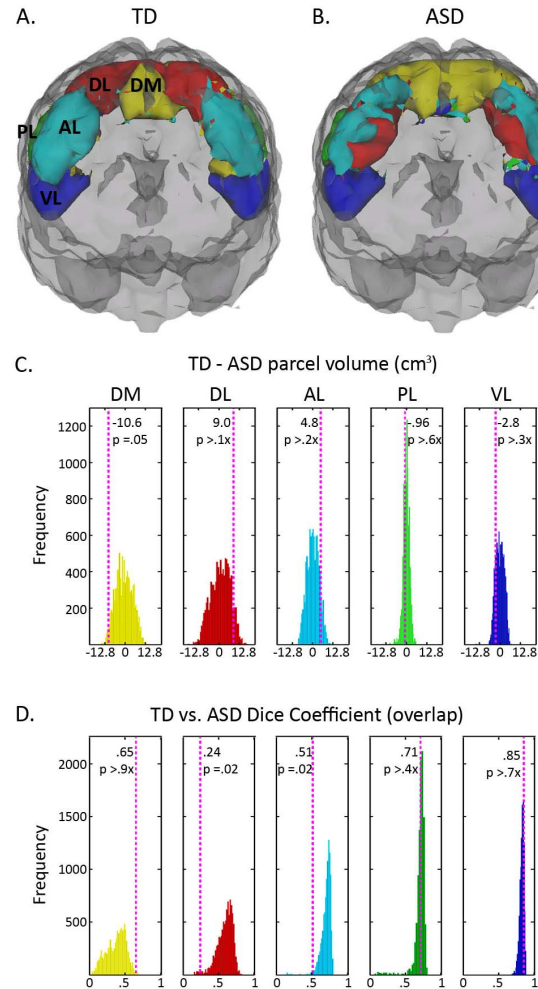 A. TD B. ASD
DL DM
PL AL
VL
C. TD - ASD parcel volume (cm³)
DM DL AL PL VL
-10.6 9.0 4.8 -.96 -2.8
p =.05 p >.1x p >.2x p >.6x p >.3x
Frequency
1200
1000
800
600
400
200
-12.8 0 12.8 -12.8 0 12.8 -12.8 0 12.8 -12.8 0 12.8 -12.8 0 12.8
D. TD vs. ASD Dice Coefficient (overlap)
.65 .24 .51 .71 .85
p >.9x p =.02 p =.02 p >.4x p >.7x
Frequency
2000
1500
1000
500
0 .5 1 0 .5 1 0 .5 1 0 .5 1 0 .5 1